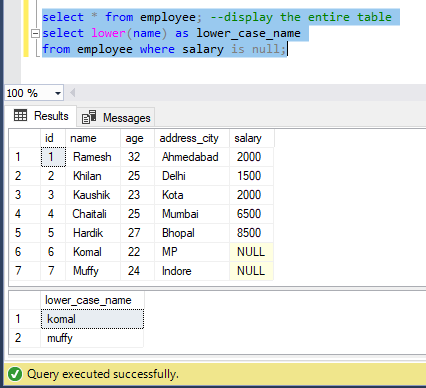 select * from employee; --display the entire table
select lower(name) as lower_case_name
from employee where salary is null;
100 %
Results Messages
id name age address_city salary
1 1 Ramesh 32 Ahmedabad 2000
2 2 Khilan 25 Delhi 1500
3 3 Kaushik 23 Kota 2000
4 4 Chaitali 25 Mumbai 6500
5 5 Hardik 27 Bhopal 8500
6 6 Komal 22 MP NULL
7 7 Muffy 24 Indore NULL
lower_case_name
1 komal
2 muffy
Query executed successfully.